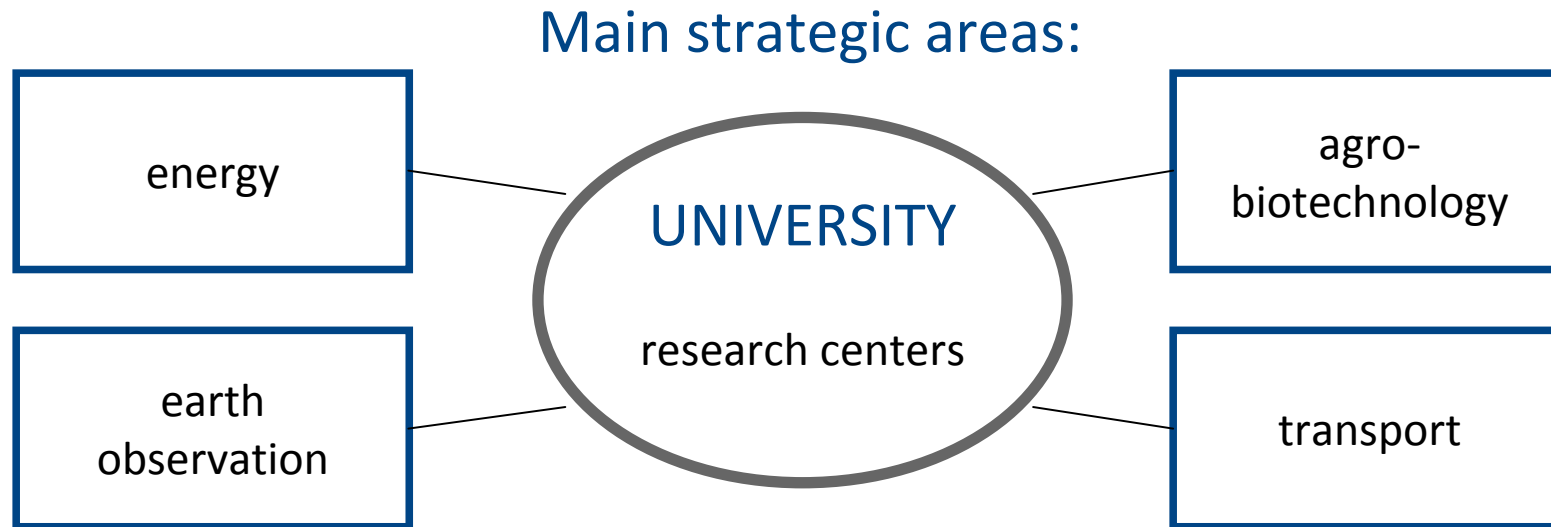 Main strategic areas:
energy
agro-
biotechnology
UNIVERSITY
research centers
earth
observation
transport